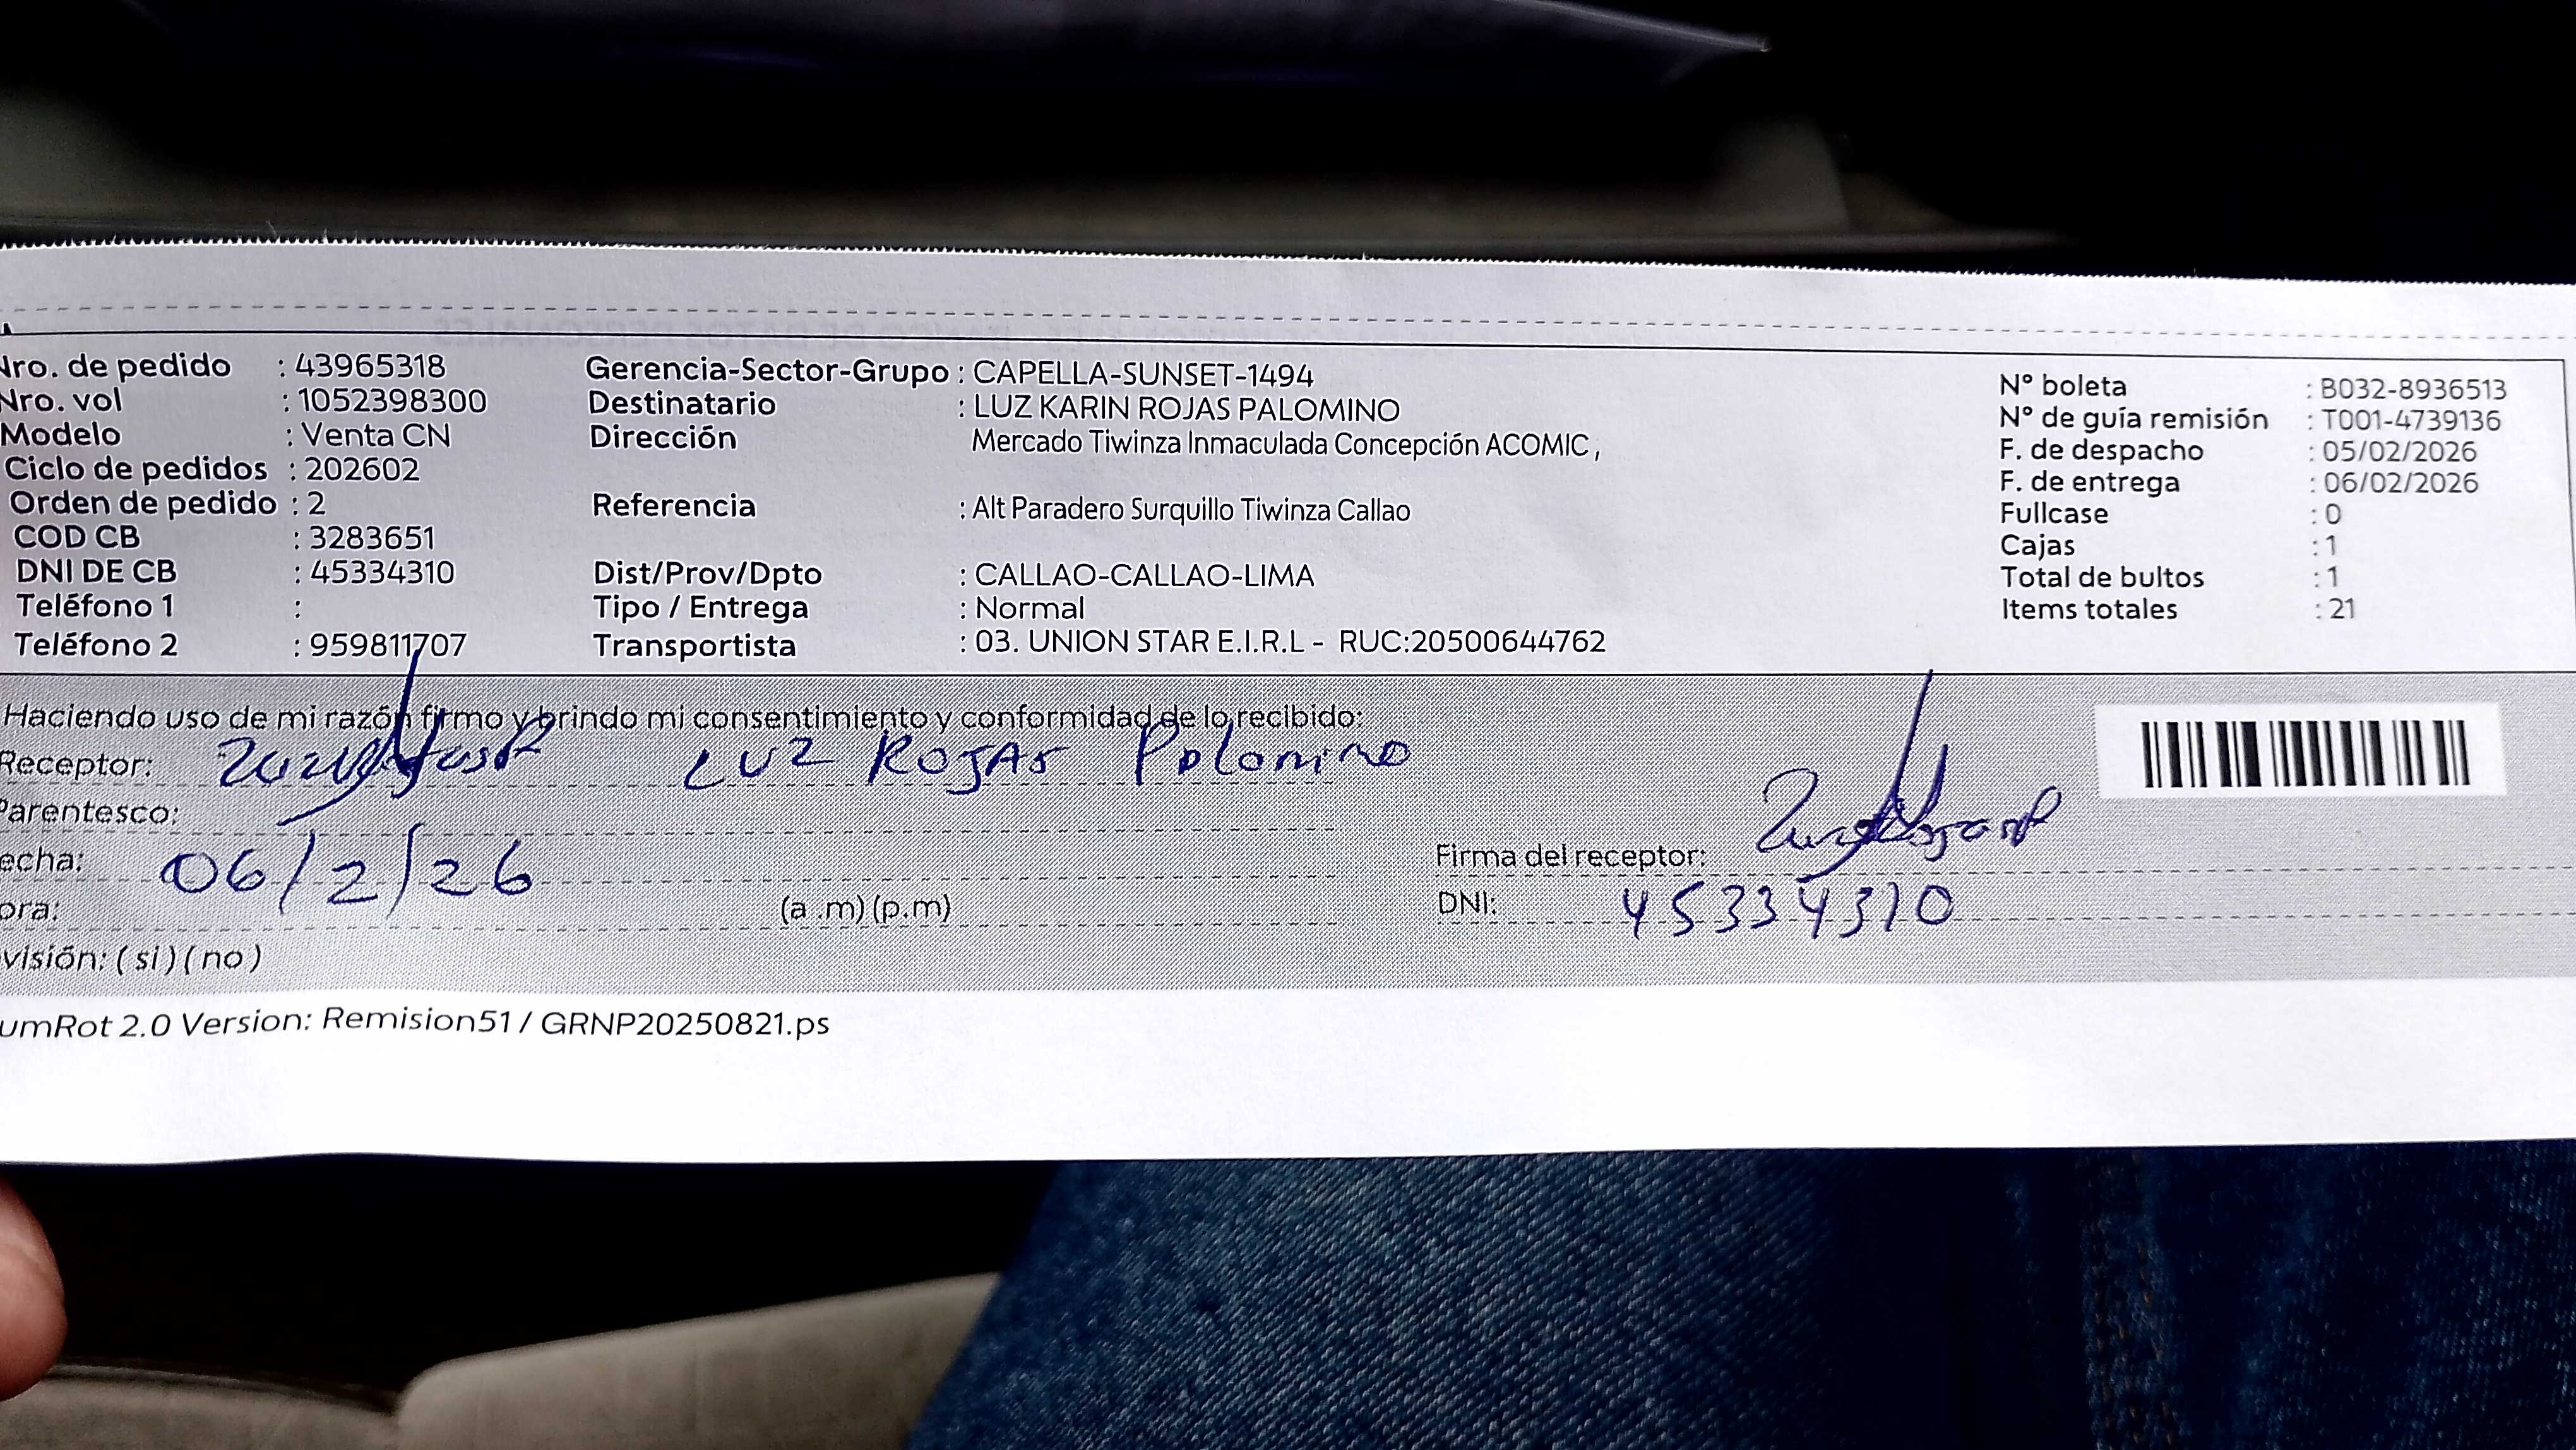 Nro. de pedido : 43965318 Gerencia-Sector-Grupo : CAPELLA-SUNSET-1494 N° boleta : B032-8936513
Nro. vol : 1052398300 Destinatario : LUZ KARIN ROJAS PALOMINO N° de guía remisión : T001-4739136
Modelo : Venta CN Dirección Mercado Tiwinza Inmaculada Concepción ACOMIC , F. de despacho : 05/02/2026
Ciclo de pedidos : 202602 F. de entrega : 06/02/2026
Orden de pedido : 2 Referencia : Alt Paradero Surquillo Tiwinza Callao Fullcase : 0
COD CB : 3283651 Cajas : 1
DNI DE CB : 45334310 Dist/Prov/Dpto : CALLAO-CALLAO-LIMA Total de bultos : 1
Teléfono 1 : Tipo / Entrega : Normal Items totales : 21
Teléfono 2 : 959811707 Transportista : 03. UNION STAR E.I.R.L - RUC:20500644762
Haciendo uso de mi razón firmo y brindo mi consentimiento y conformidad de lo recibido:
Receptor: LUZ ROJAS Palomino
Parentesco:
echa: 06/2/26 Firma del receptor:
ora: (a .m) (p.m) DNI: 45334310
visión: ( si ) ( no )
umRot 2.0 Version: Remision51 / GRNP20250821.ps